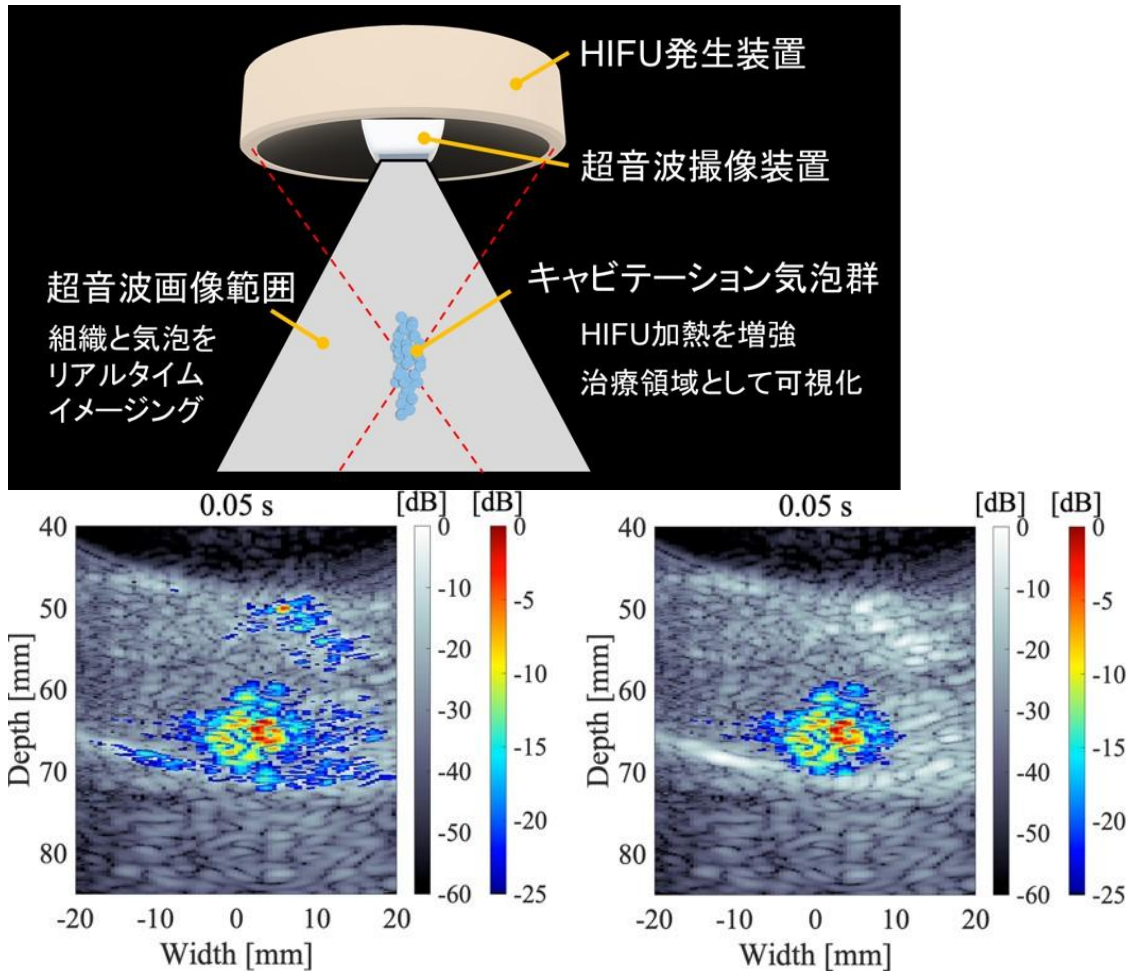 HIFU発生装置
超音波撮像装置
超音波画像範囲
組織と気泡を
リアルタイム
イメージング
キャビテーション気泡群
HIFU加熱を増強
治療領域として可視化
0.05 s
[dB] [dB]
40
50
60
70
80
Depth [mm]
-20 -10 0 10 20
Width [mm]
0
-10
-20
-30
-40
-50
-60
0
-5
-10
-15
-20
-25
0.05 s
[dB] [dB]
40
50
60
70
80
Depth [mm]
-20 -10 0 10 20
Width [mm]
0
-10
-20
-30
-40
-50
-60
0
-5
-10
-15
-20
-25